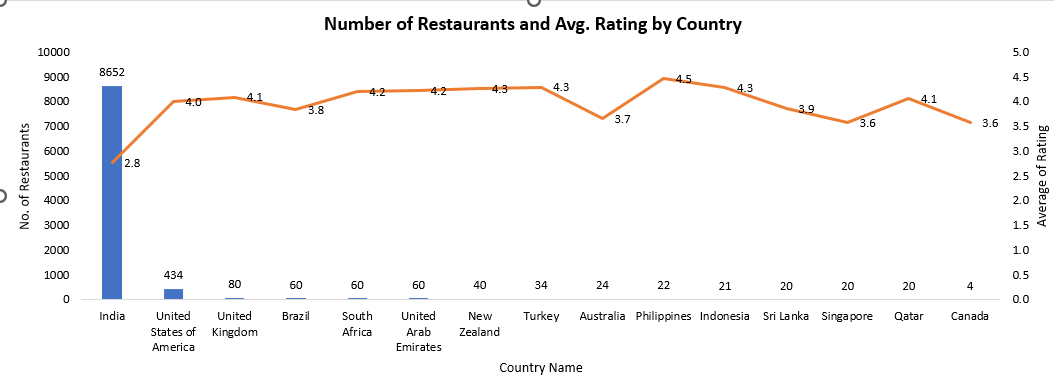 Number of Restaurants and Avg. Rating by Country
No. of Restaurants
10000
9000
8000
7000
6000
5000
4000
3000
2000
1000
0
8652
434
80
60
60
60
40
34
24
22
21
20
20
20
4
2.8
4.0
4.1
3.8
4.2
4.2
4.3
4.3
3.7
4.5
4.3
3.9
3.6
4.1
3.6
5.0
4.5
4.0
3.5
3.0
2.5
2.0
1.5
1.0
0.5
0.0
Average of Rating
India
United
States of
America
United
Kingdom
Brazil
South
Africa
United
Arab
Emirates
New
Zealand
Turkey
Australia
Philippines
Indonesia
Sri Lanka
Singapore
Qatar
Canada
Country Name